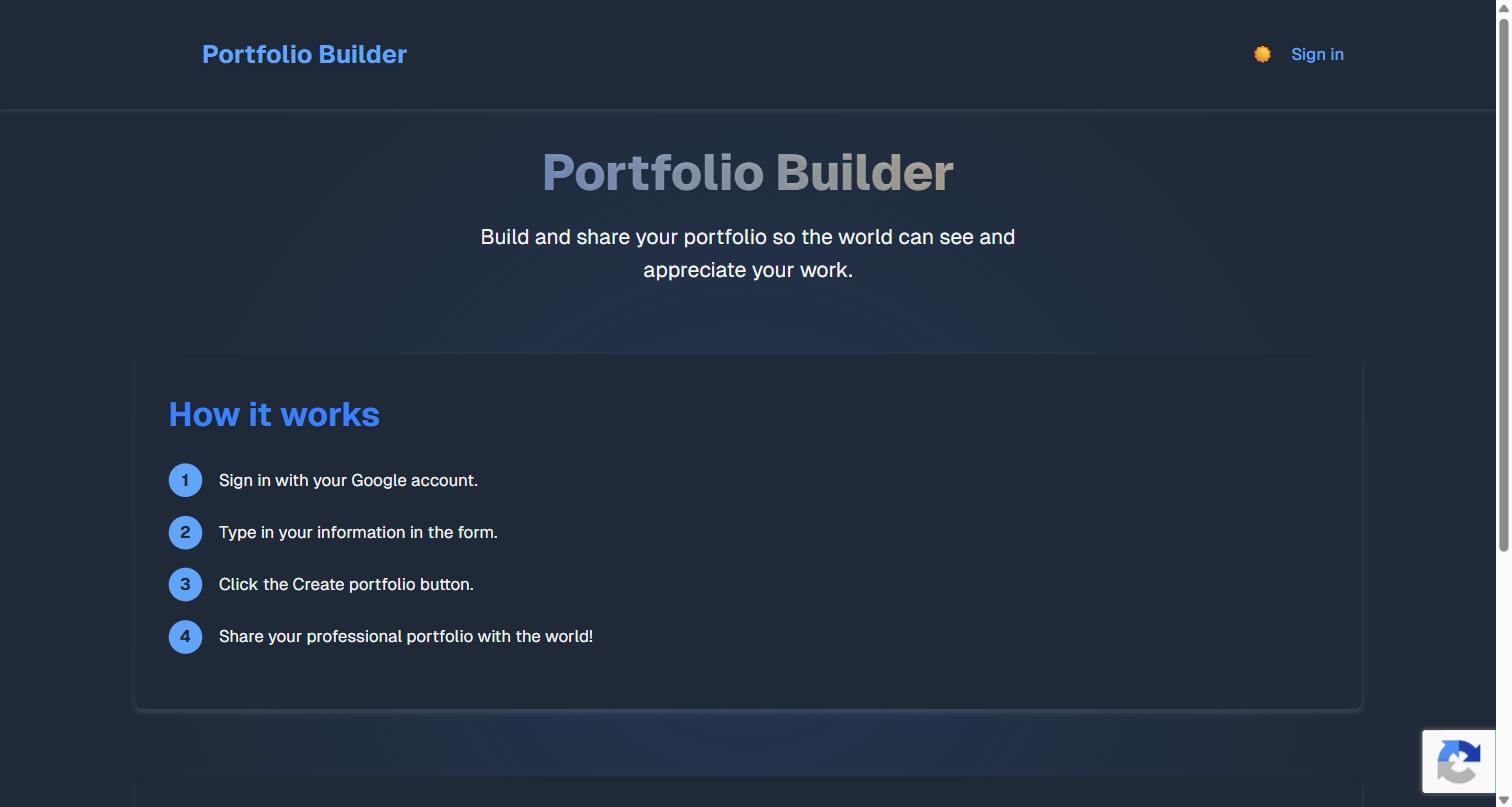 Portfolio Builder
Sign in
Portfolio Builder
Build and share your portfolio so the world can see and
appreciate your work.
How it works
1 Sign in with your Google account.
2 Type in your information in the form.
3 Click the Create portfolio button.
4 Share your professional portfolio with the world!